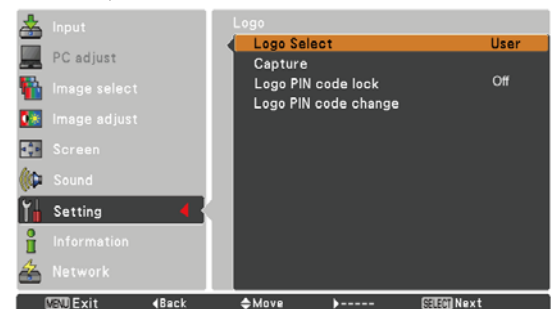 Input
PC adjust
Image select
Image adjust
Screen
Sound
Setting
Information
Network
Logo
Logo Select User
Capture
Logo PIN code lock Off
Logo PIN code change
MENU Exit ◀Back ◆Move ▶----- SELECT Next